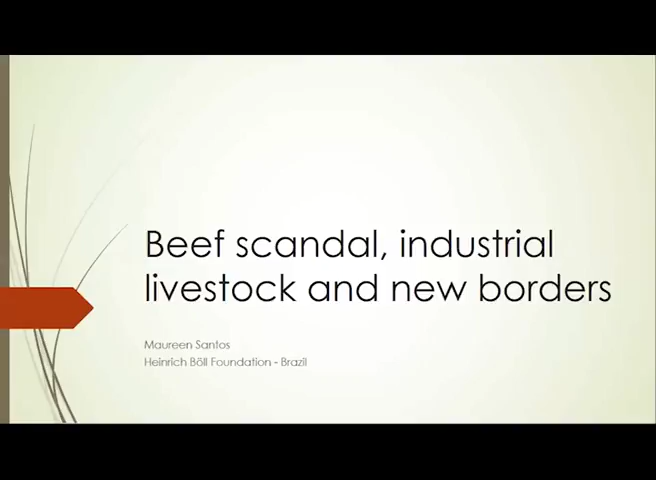 Beef scandal, industrial
livestock and new borders
Maureen Santos
Heinrich Böll Foundation - Brazil